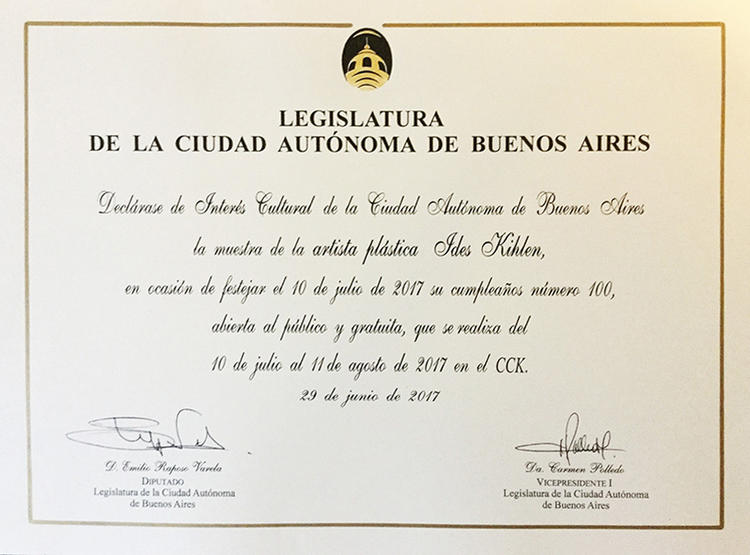 LEGISLATURA
DE LA CIUDAD AUTÓNOMA DE BUENOS AIRES
Declárase de Interés Cultural de la Ciudad Autónoma de Buenos Aires
la muestra de la artista plástica Ides Kihlen,
en ocasión de festejar el 10 de julio de 2017 su cumpleaños número 100,
abierta al público y gratuita, que se realiza del
10 de julio al 11 de agosto de 2017 en el CCK.
29 de junio de 2017
D. Emilio Raposo Varela
DIPUTADO
Legislatura de la Ciudad Autónoma
de Buenos Aires
Da. Carmen Polledo
VICEPRESIDENTE I
Legislatura de la Ciudad Autónoma
de Buenos Aires